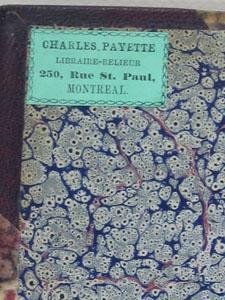 CHARLES PAYETTE
LIBRAIRE-RELIEUR
250, Rue St. Paul,
MONTREAL.